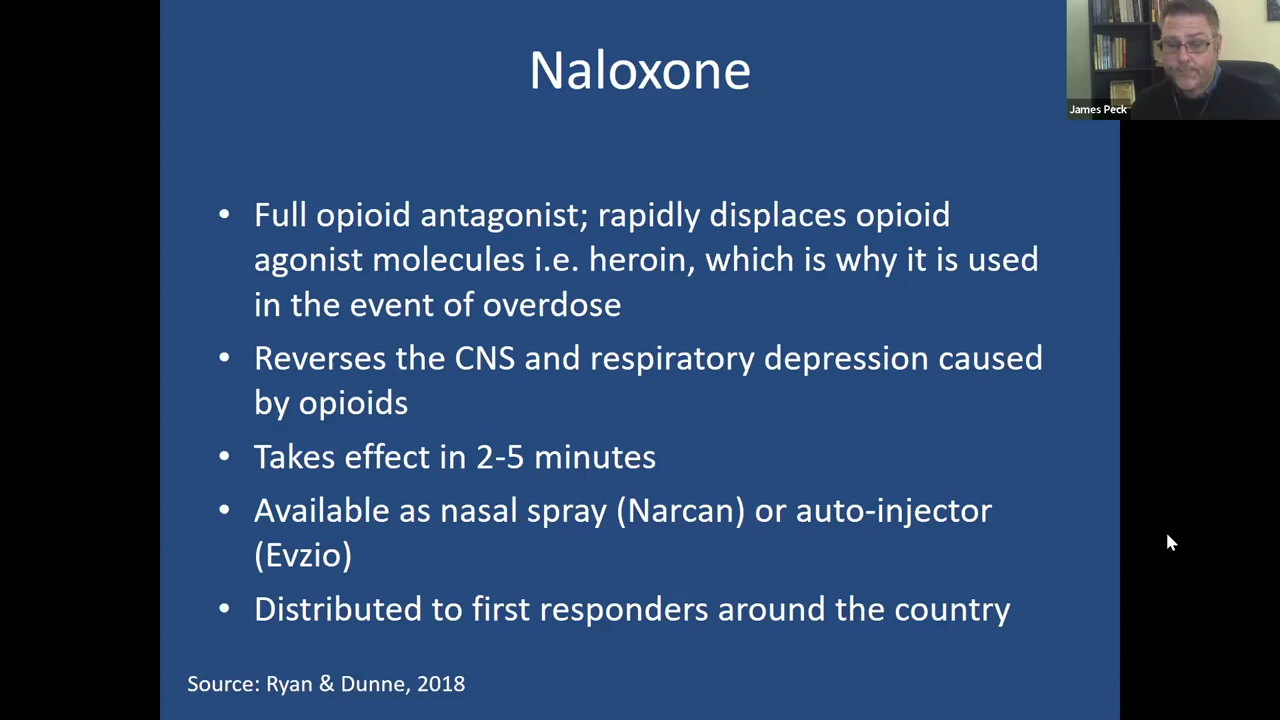 Naloxone
James Peck
• Full opioid antagonist; rapidly displaces opioid
agonist molecules i.e. heroin, which is why it is used
in the event of overdose
• Reverses the CNS and respiratory depression caused
by opioids
• Takes effect in 2-5 minutes
• Available as nasal spray (Narcan) or auto-injector
(Evzio)
• Distributed to first responders around the country
Source: Ryan & Dunne, 2018